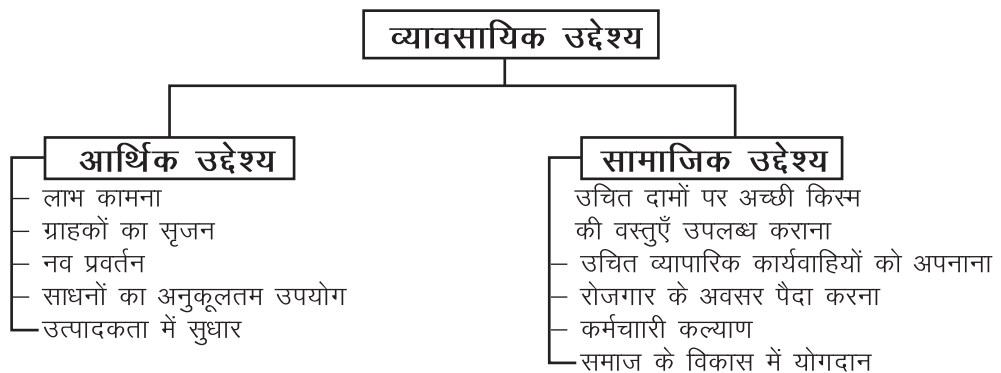 व्यावसायिक उद्देश्य
आर्थिक उद्देश्य
लाभ कामना
ग्राहकों का सृजन
नव प्रवर्तन
साधनों का अनुकूलतम उपयोग
उत्पादकता में सुधार
सामाजिक उद्देश्य
उचित दामों पर अच्छी किस्म
की वस्तुएँ उपलब्ध कराना
उचित व्यापारिक कार्यवाहियों को अपनाना
रोजगार के अवसर पैदा करना
कर्मचाारी कल्याण
समाज के विकास में योगदान